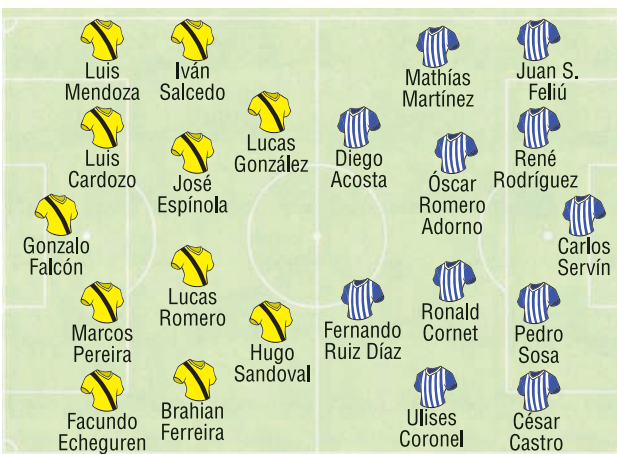 Luis
Mendoza
Iván
Salcedo
Luis
Cardozo
José
Espínola
Lucas
González
Gonzalo
Falcón
Marcos
Pereira
Lucas
Romero
Hugo
Sandoval
Facundo
Echeguren
Brahian
Ferreira
Mathías
Martínez
Juan S.
Feliú
Diego
Acosta
Óscar
Romero
Adorno
René
Rodríguez
Carlos
Servín
Fernando
Ruiz Díaz
Ronald
Cornet
Pedro
Sosa
Ulises
Coronel
César
Castro